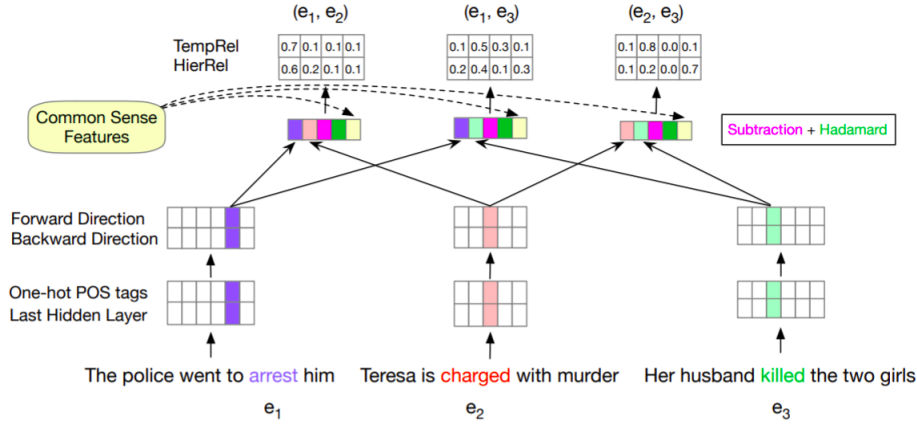 (e1, e2) (e1, e3) (e2, e3)
TempRel 0.7 0.1 0.1 0.1 0.1 0.5 0.3 0.1 0.1 0.8 0.0 0.1
HierRel 0.6 0.2 0.1 0.1 0.2 0.4 0.1 0.3 0.1 0.2 0.0 0.7
Common Sense
Features
Subtraction + Hadamard
Forward Direction
Backward Direction
One-hot POS tags
Last Hidden Layer
The police went to arrest him Teresa is charged with murder Her husband killed the two girls
e1 e2 e3